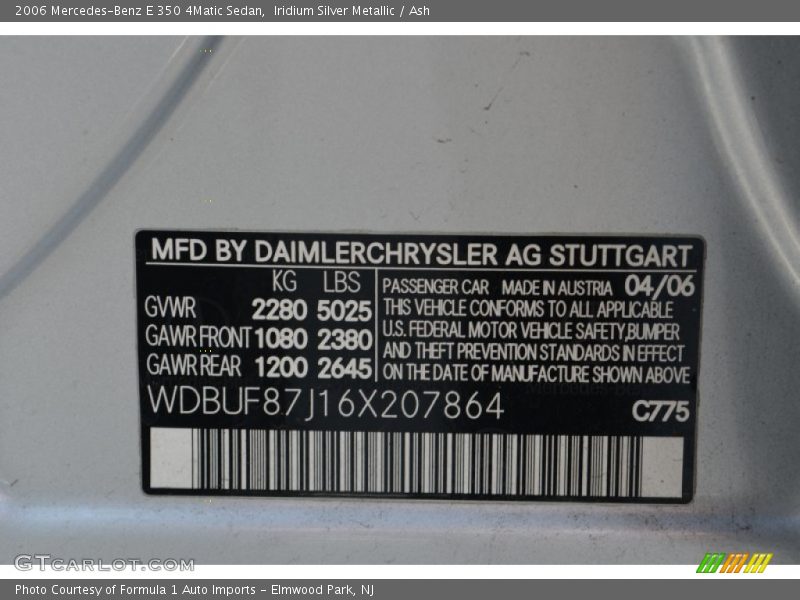 2006 Mercedes-Benz E 350 4Matic Sedan,  Iridium Silver Metallic / Ash
MFD BY DAIMLERCHRYSLER AG STUTTGART
KG LBS
GVWR 2280 5025
GAWR FRONT 1080 2380
GAWR REAR 1200 2645
PASSENGER CAR MADE IN AUSTRIA 04/06
THIS VEHICLE CONFORMS TO ALL APPLICABLE
U.S. FEDERAL MOTOR VEHICLE SAFETY,BUMPER
AND THEFT PREVENTION STANDARDS IN EFFECT
ON THE DATE OF MANUFACTURE SHOWN ABOVE
WDBUF87J16X207864
C775
GTCARLOT.COM
Photo Courtesy of Formula 1 Auto Imports - Elmwood Park, NJ